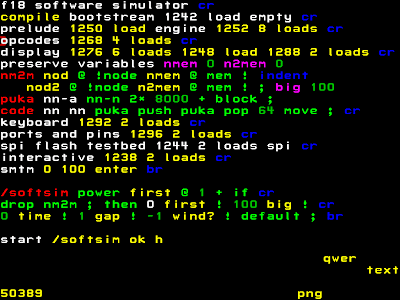 f18 software simulator cr
compile bootstream 1242 load empty cr
prelude 1250 load engine 1252 8 loads cr
opcodes 1268 4 loads cr
display 1276 6 loads 1248 load 1288 2 loads cr
preserve variables nmem 0 n2mem 0
nm2m nod @ !node nmem @ mem ! indent
nod2 @ !node n2mem @ mem ! ; big 100
puka nn-a nn-n 2* 8000 + block ;
code nn nn puka push puka pop 64 move ; cr
keyboard 1292 2 loads cr
ports and pins 1296 2 loads cr
spi flash testbed 1244 2 loads spi cr
interactive 1238 2 loads cr
smtm 0 100 enter br
/softsim power first @ 1 + if cr
drop nm2m ; then 0 first ! 100 big ! cr
0 time ! 1 gap ! -1 wind? ! default ; br
start /softsim ok h
qwer
text
50389 png